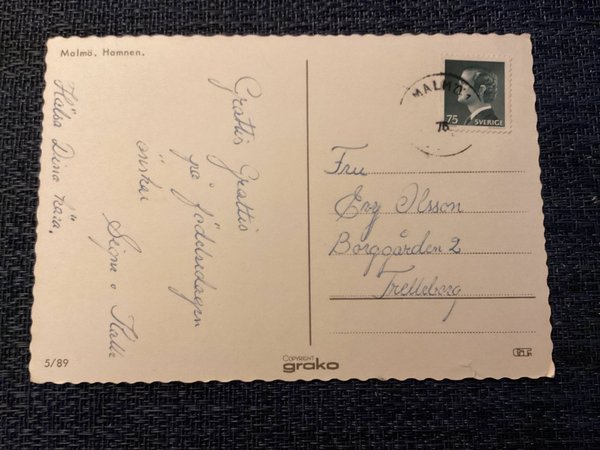 Malmö. Hamnen.
Grattis Grattis
på födelsedagen
önskar
Signe o Kalle
Hälsa Dina kära.
MALMÖ 1
76
75 SVERIGE
Fru
Evy Olsson
Borggården 2
Trelleborg
5/89
COPYRIGHT
grako